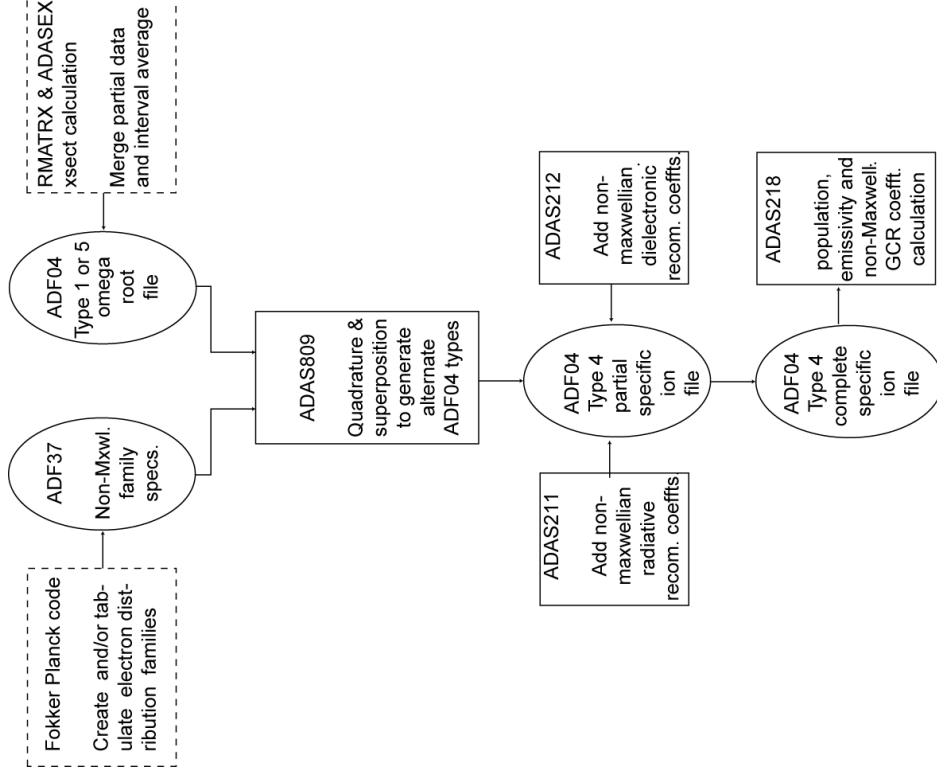 Fokker Planck code
Create and/or tab-
ulate electron dist-
ribution families
ADF37
Non-Mxwl.
family
specs.
ADF04
Type 1 or 5
omega
root
file
RMATRX & ADASEX
xsect calculation
Merge partial data
and interval average
ADAS809
Quadrature &
superposition
to generate
alternate
ADF04 types
ADAS211
Add non-
maxwellian
radiative
recom. coeffts.
ADF04
Type 4
partial
specific
ion
file
ADAS212
Add non-
maxwellian
dielectronic
recom. coeffts.
ADF04
Type 4
complete
specific
ion
file
ADAS218
population,
emissivity and
non-Maxwell.
GCR coefft.
calculation